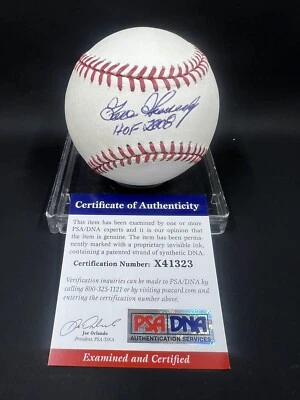 Goose Gossage
HOF 2008
Certificate of Authenticity
This item has been examined by one or more
PSA/DNA experts and it is our opinion that
the item is genuine. The item has been perma-
nently marked with a proprietary invisible ink,
containing a patented strand of synthetic DNA.
Certification Number: X41323
Verification inquiries can be made to PSA/DNA by
calling 800-325-1121 or by visiting psacard.com and
entering the certification number above.
Joe Orlando
President, PSA/DNA
PSA DNA
AUTHENTICATION SERVICES
Examined and Certified